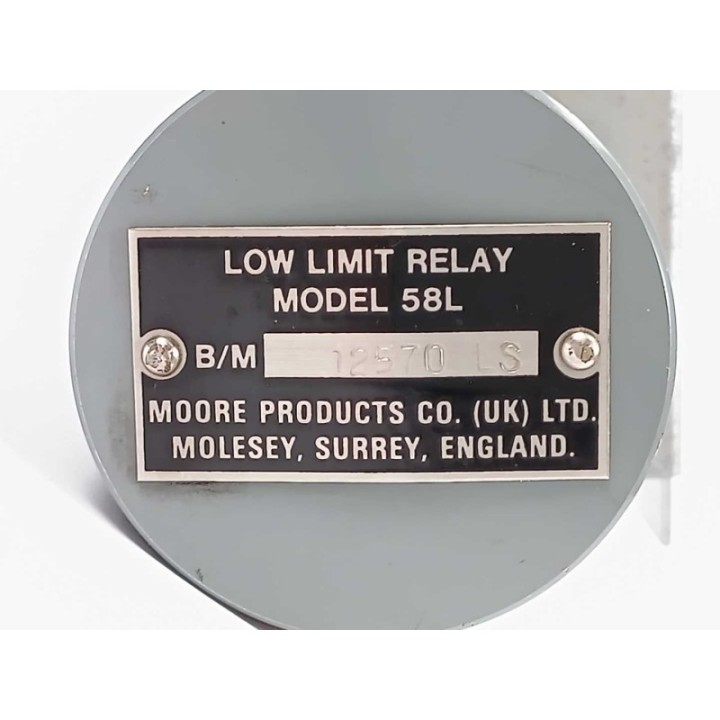 LOW LIMIT RELAY
MODEL 58L
B/M 12570 LS
MOORE PRODUCTS CO. (UK) LTD.
MOLESEY, SURREY, ENGLAND.